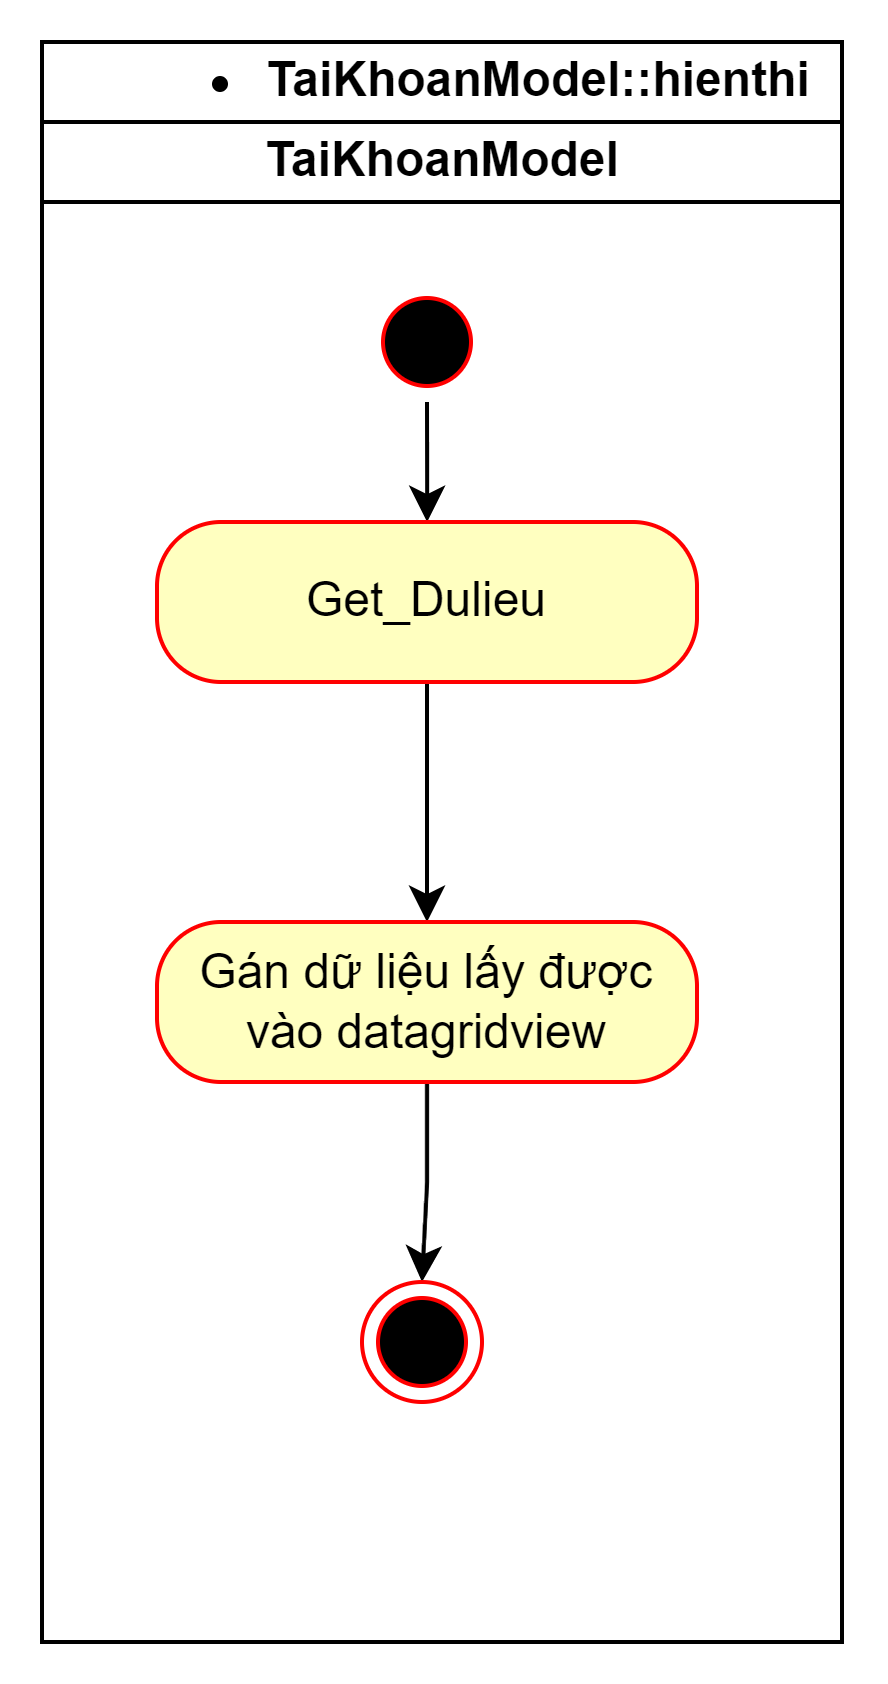 • TaiKhoanModel::hienthi
TaiKhoanModel
Get_Dulieu
Gán dữ liệu lấy được
vào datagridview